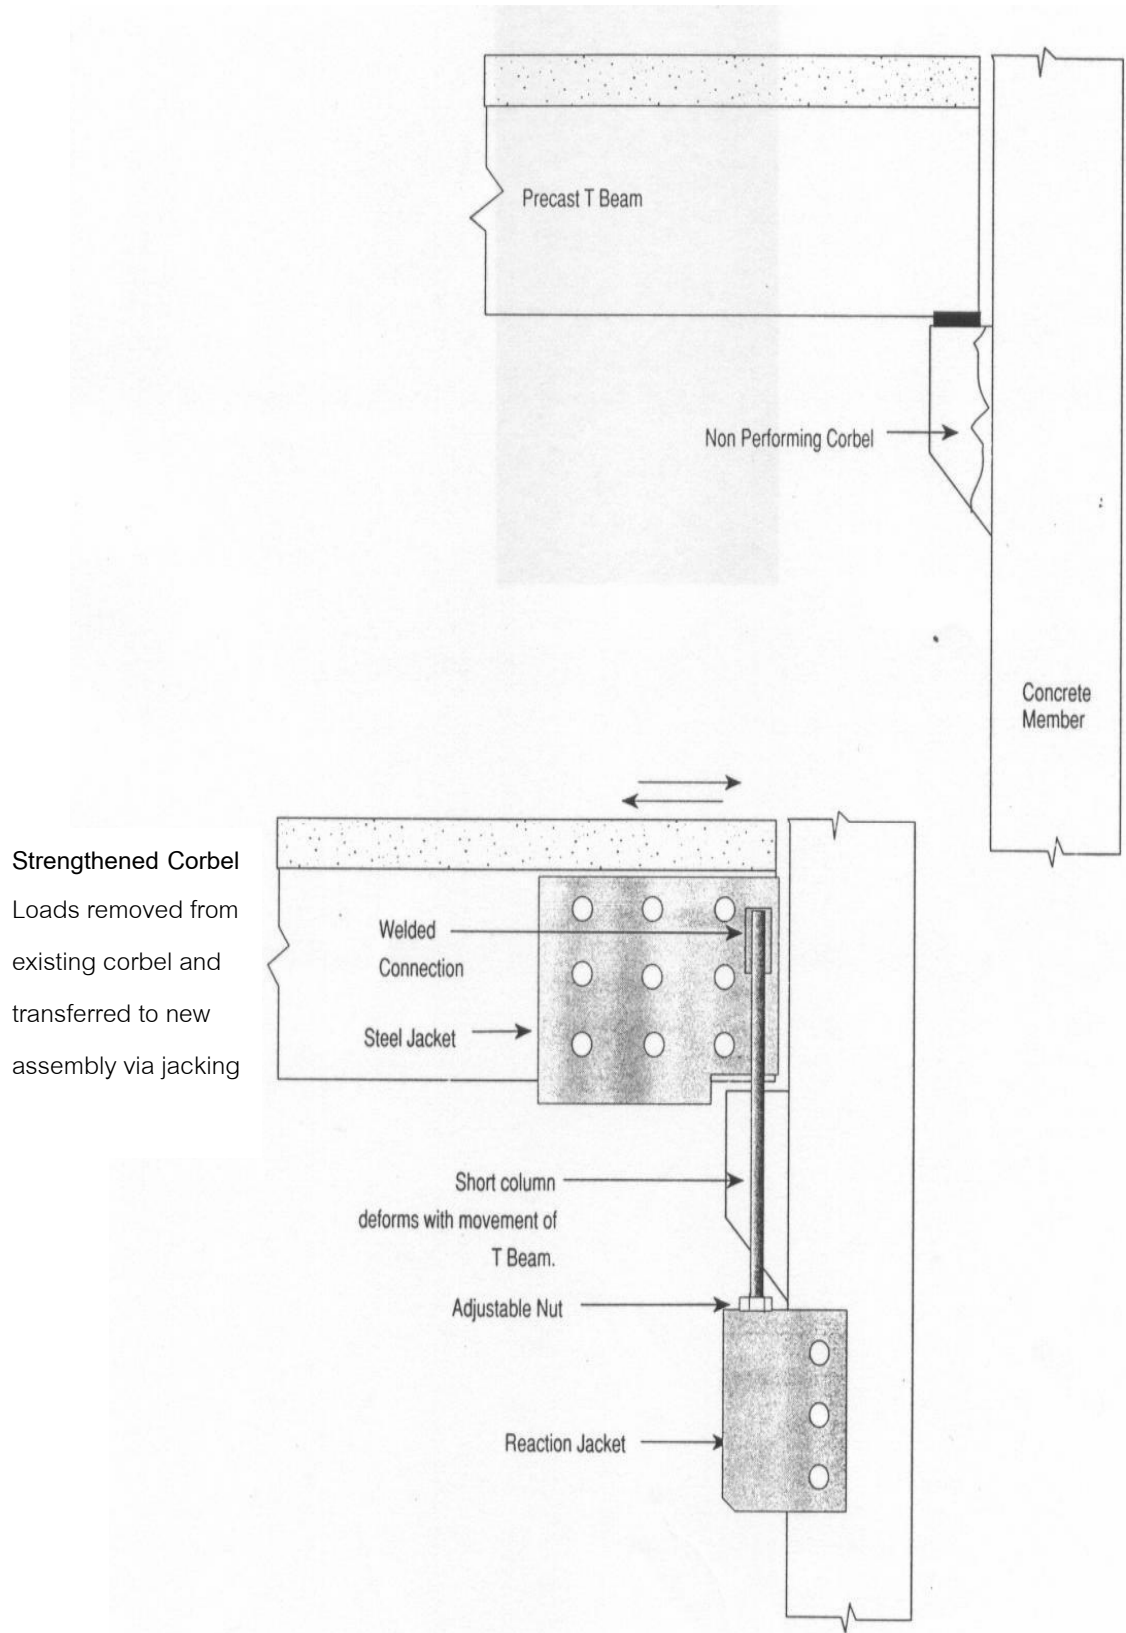 Precast T Beam
Non Performing Corbel
Concrete
Member
Strengthened Corbel
Loads removed from
existing corbel and
transferred to new
assembly via jacking
Welded
Connection
Steel Jacket
Short column
deforms with movement of
T Beam.
Adjustable Nut
Reaction Jacket